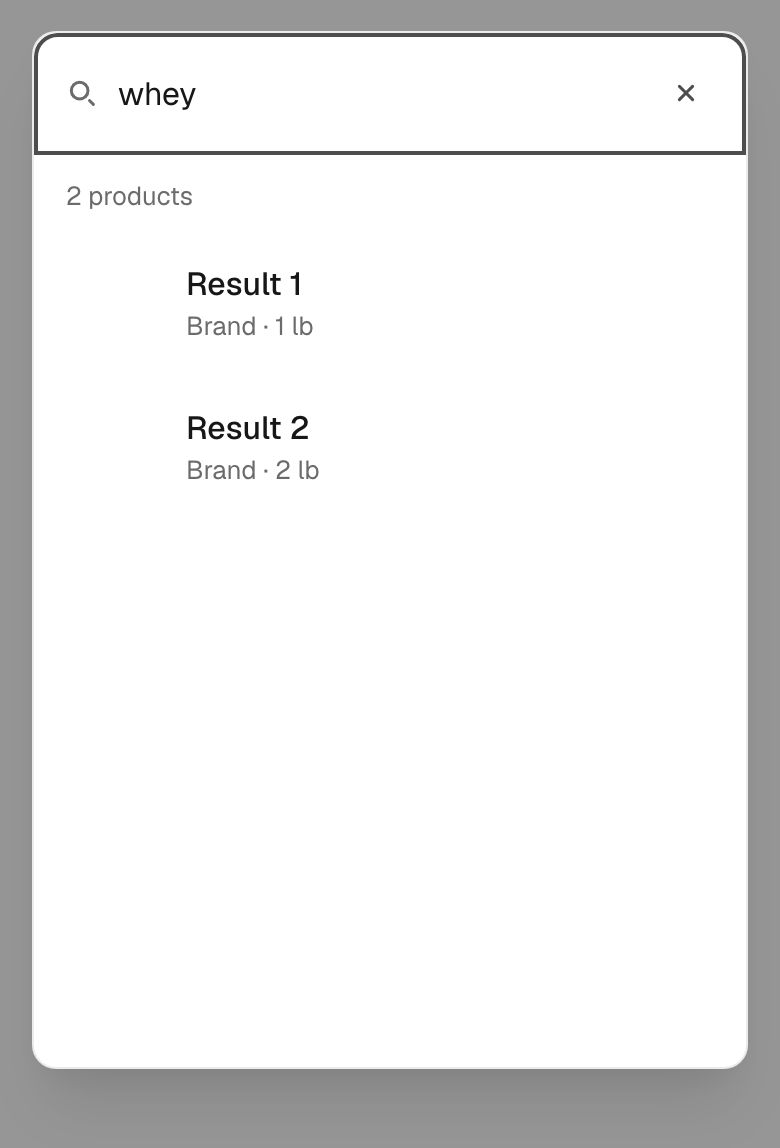 whey
2 products
Result 1
Brand · 1 lb
Result 2
Brand · 2 lb